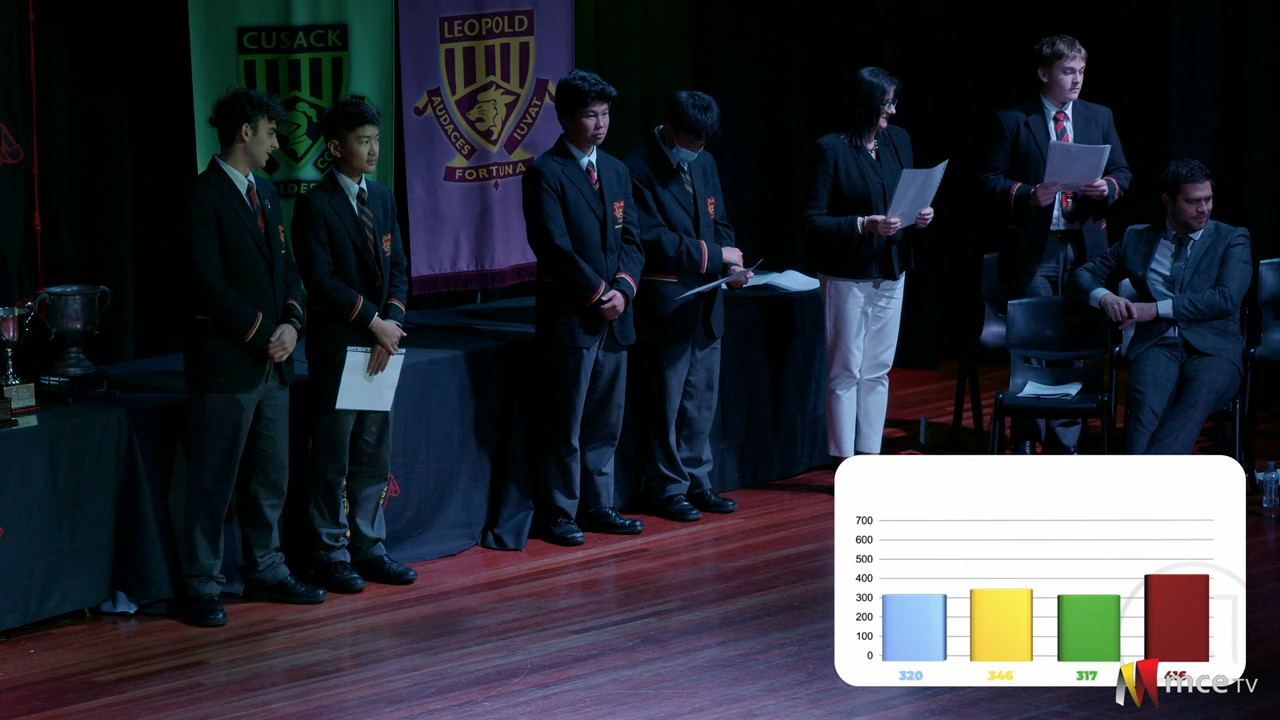 CUSACK
LEOPOLD
AUDACES
IUVAT
FORTUNA
700
600
500
400
300
200
100
0
320
346
317
mce TV